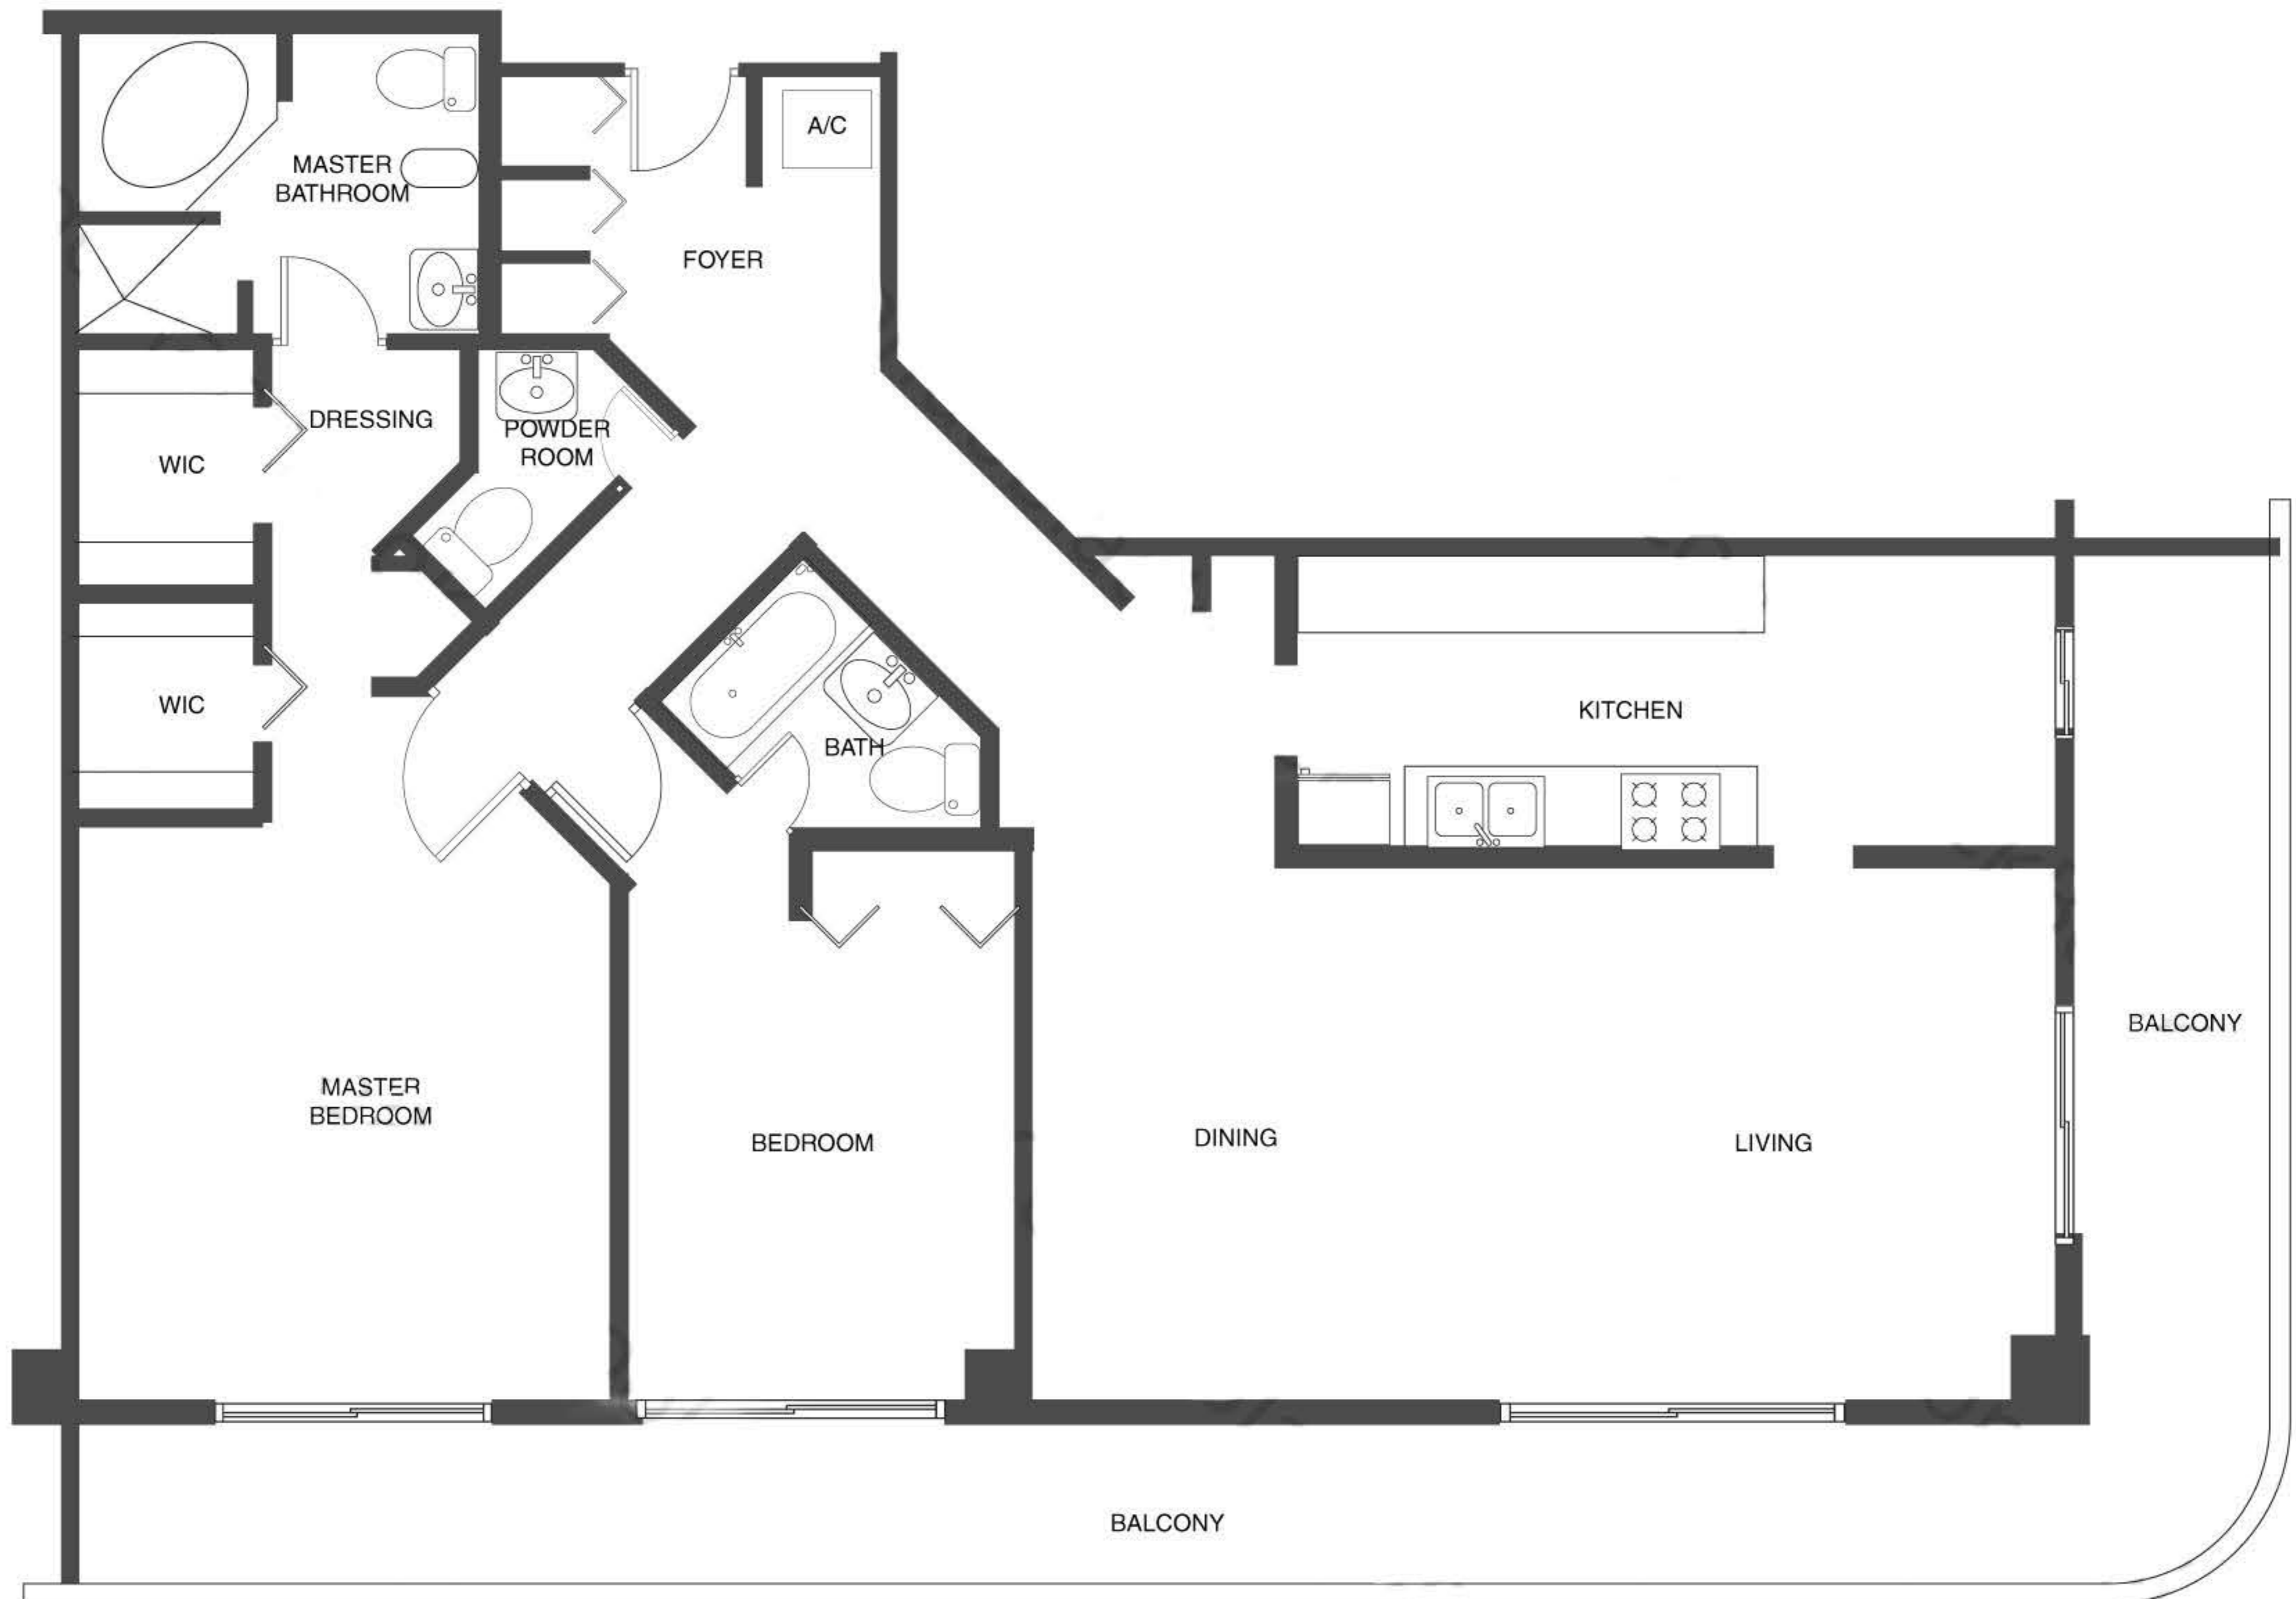 A/C
MASTER
BATHROOM
FOYER
DRESSING
POWDER
ROOM
WIC
WIC
KITCHEN
BATH
BALCONY
MASTER
BEDROOM
BEDROOM
DINING
LIVING
BALCONY